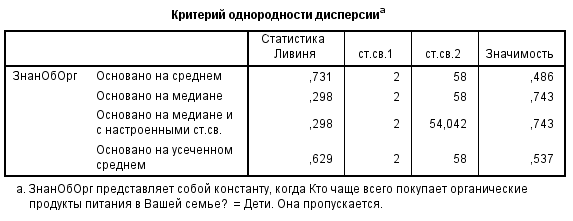 Критерий однородности дисперсииᵃ
Статистика Ливиня ст.св.1 ст.св.2 Значимость
ЗнанОбОрг Основано на среднем ,731 2 58 ,486
Основано на медиане ,298 2 58 ,743
Основано на медиане и с настроенными ст.св. ,298 2 54,042 ,743
Основано на усеченном среднем ,629 2 58 ,537
a. ЗнанОбОрг представляет собой константу, когда Кто чаще всего покупает органические
продукты питания в Вашей семье? = Дети. Она пропускается.